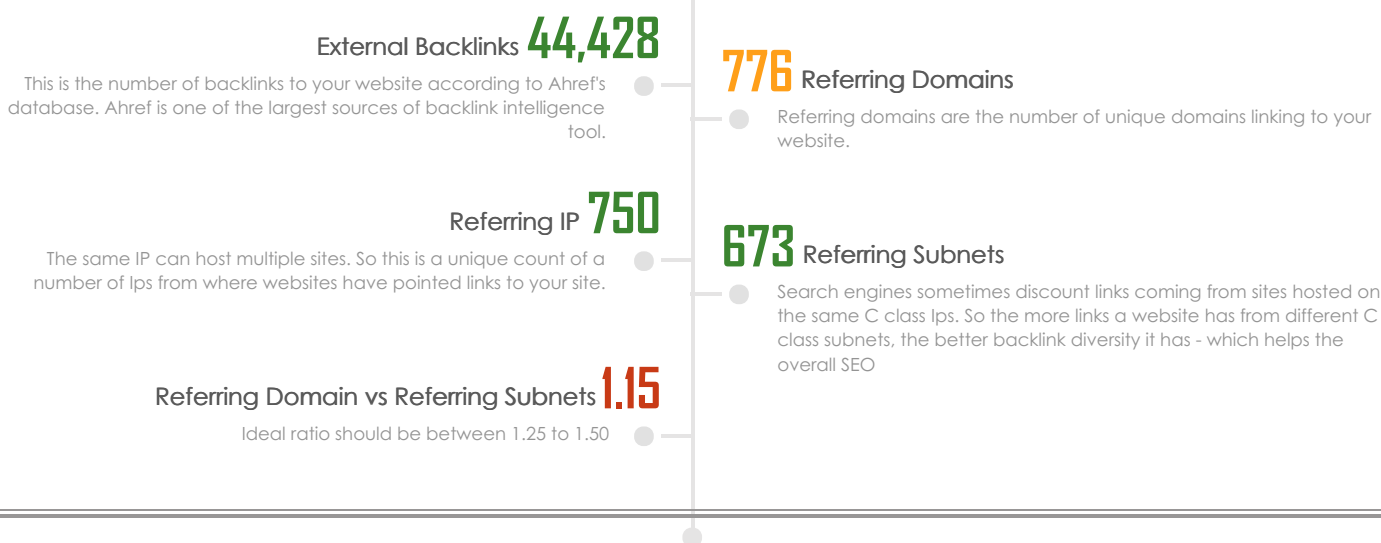 External Backlinks 44,428
This is the number of backlinks to your website according to Ahref's
database. Ahref is one of the largest sources of backlink intelligence
tool.
776 Referring Domains
Referring domains are the number of unique domains linking to your
website.
Referring IP 750
The same IP can host multiple sites. So this is a unique count of a
number of Ips from where websites have pointed links to your site.
673 Referring Subnets
Search engines sometimes discount links coming from sites hosted on
the same C class Ips. So the more links a website has from different C
class subnets, the better backlink diversity it has - which helps the
overall SEO
Referring Domain vs Referring Subnets 1.15
Ideal ratio should be between 1.25 to 1.50